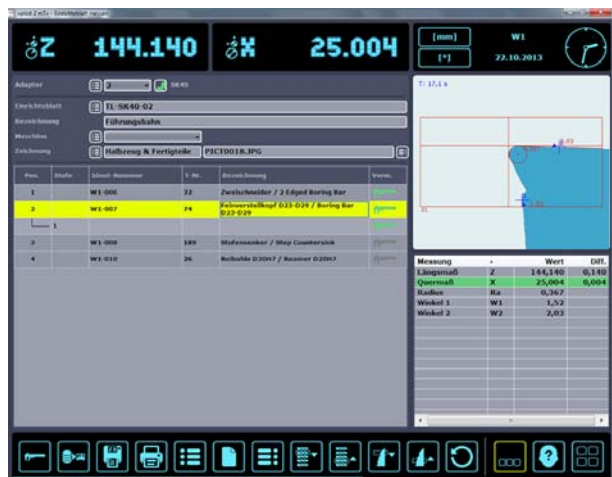 Z 144.140 X 25.004
[mm] W1
[°] 22.10.2013
Adapter 2 SK40
Einrichteblatt TL-SK40-02
Bezeichnung Führungsbahn
Maschine
Zeichnung Halbzeug & Fertigteile PICT0018.JPG
T: 17,1 s
Pos. Stufe Ident-Nummer T-Nr. Bezeichnung Verm.
1 W1-006 32 Zweischneider / 2 Edged Boring Bar
2 W1-007 74 Feinverstellkopf D23-D29 / Boring Bar
D23-D29
1
3 W1-008 189 Stufensenker / Step Countersink
4 W1-010 26 Reibahle D20H7 / Reamer D20H7
Messung Wert Diff.
Längsmaß Z 144,140 0,140
Quermaß X 25,004 0,004
Radius Ra 0,367
Winkel 1 W1 1,52
Winkel 2 W2 2,03